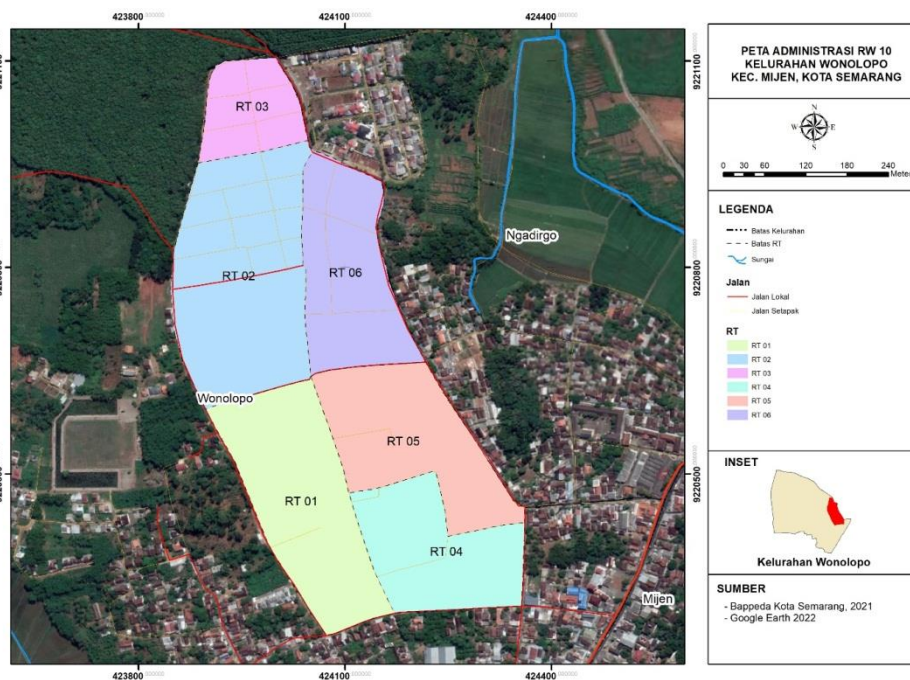 423800 424100 424400
9221100
9221100
RT 03
Ngadirgo
RT 02
RT 06
9220800
Wonolopo
RT 05
9220500
RT 01
RT 04
Mijen
423800 424100 424400
PETA ADMINISTRASI RW 10
KELURAHAN WONOLOPO
KEC. MIJEN, KOTA SEMARANG
N
W E
S
0 30 60 120 180 240
Meter
LEGENDA
Batas Kelurahan
Batas RT
Sungai
Jalan
Jalan Lokal
Jalan Setapak
RT
RT 01
RT 02
RT 03
RT 04
RT 05
RT 06
INSET
Kelurahan Wonolopo
SUMBER
- Bappeda Kota Semarang, 2021
- Google Earth 2022